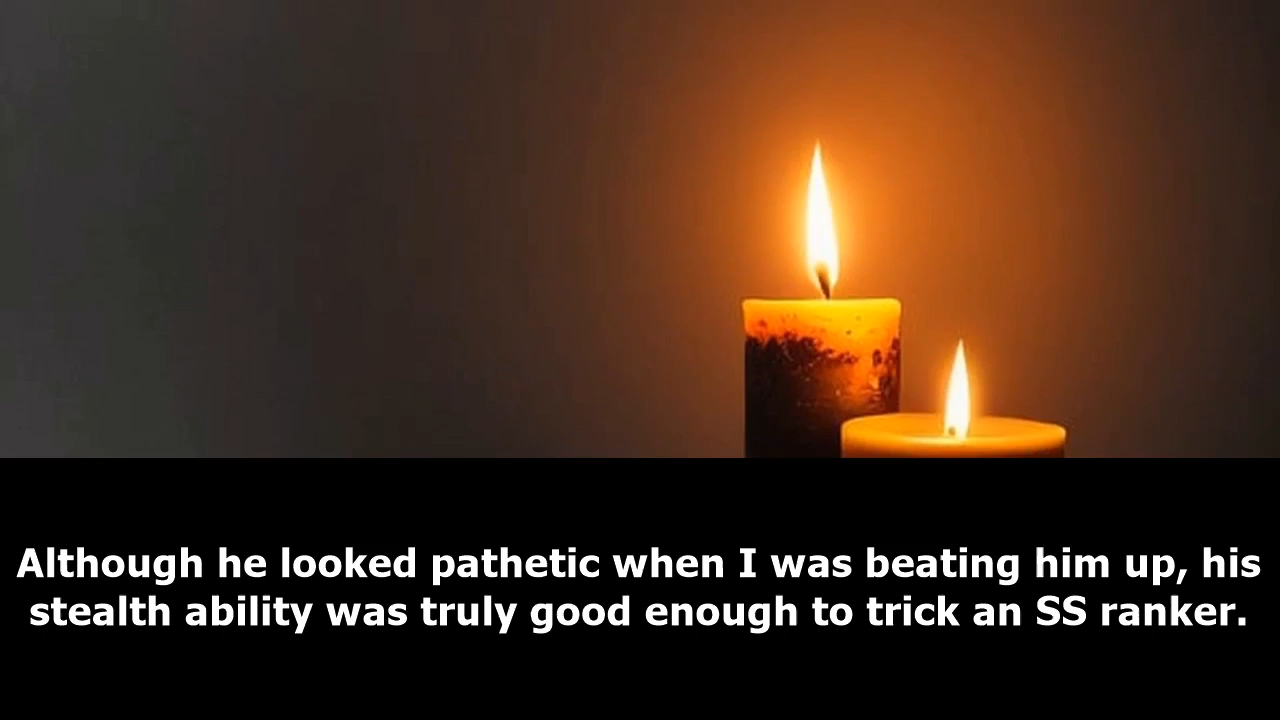 Although he looked pathetic when I was beating him up, his
stealth ability was truly good enough to trick an SS ranker.